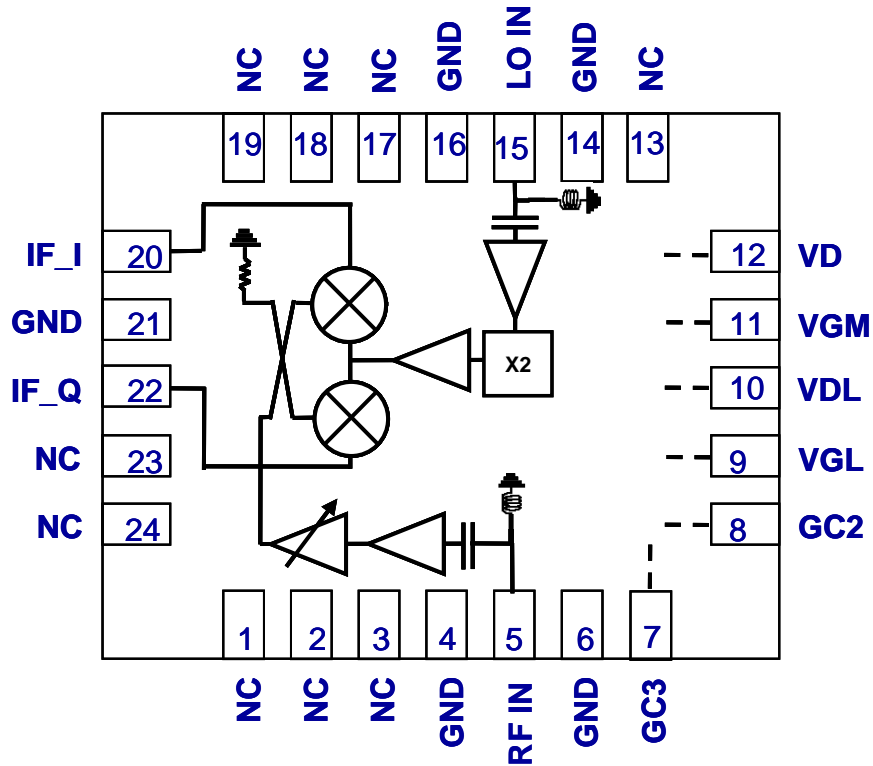 NC NC NC GND LO IN GND NC
19 18 17 16 15 14 13
IF_I 20 12 VD
GND 21 11 VGM
X2
IF_Q 22 10 VDL
NC 23 9 VGL
NC 24 8 GC2
1 2 3 4 5 6 7
NC NC NC GND RF IN GND GC3